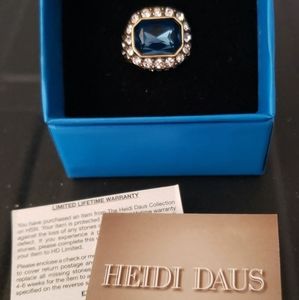 LIMITED LIFETIME WARRANTY
You have purchased an item from The Heidi Daus Collection
on HSN. Your item is protected
against the loss of any stones
defect. If you experience a
stones, please complete this
your item to HD Limited.
Please enclose a check or
to cover return postage
replace all missing stones
4-6 weeks for the item to
specified on the reverse
HEIDI DAUS